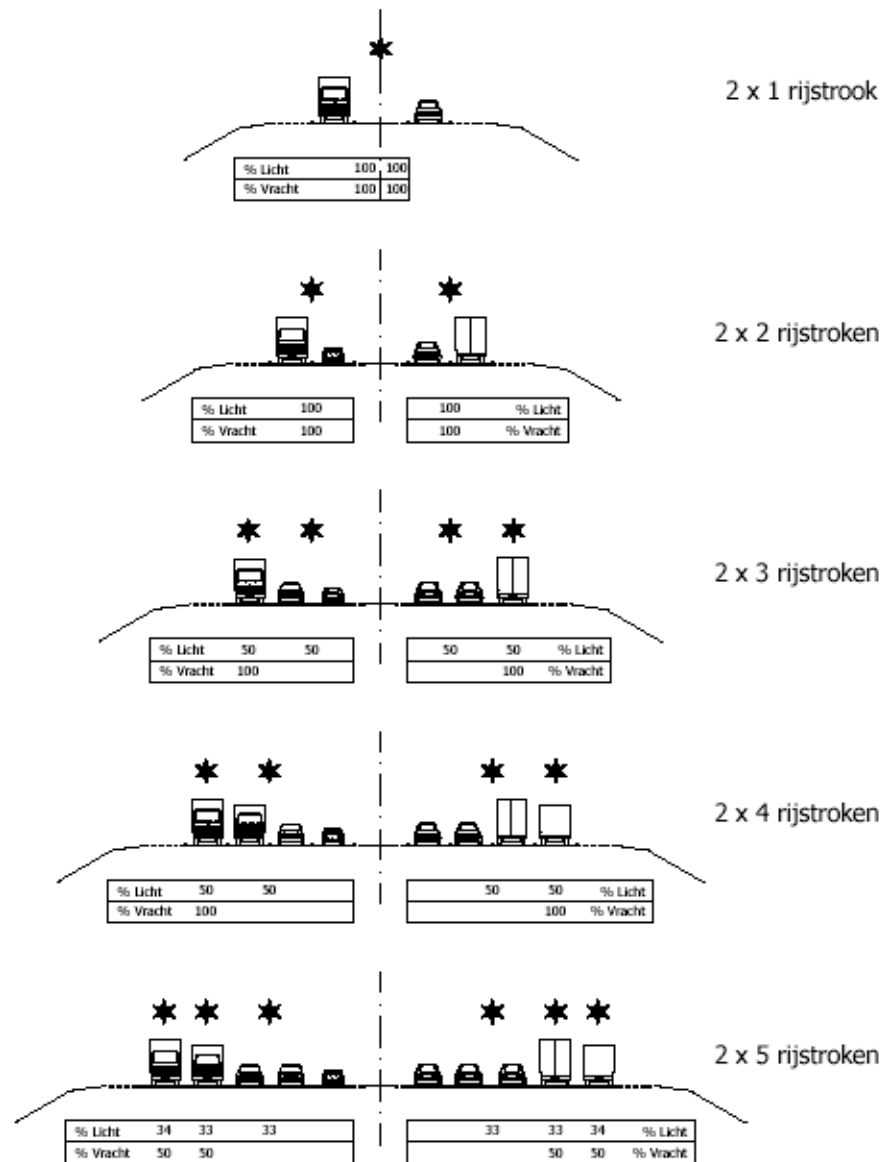 2 x 1 rijstrook
% Licht 100 100
% Vracht 100 100
2 x 2 rijstroken
% Licht 100 100 % Licht
% Vracht 100 100 % Vracht
2 x 3 rijstroken
% Licht 50 50 50 50 % Licht
% Vracht 100 100 % Vracht
2 x 4 rijstroken
% Licht 50 50 50 50 % Licht
% Vracht 100 100 % Vracht
2 x 5 rijstroken
% Licht 34 33 33 33 33 34 % Licht
% Vracht 50 50 50 50 % Vracht